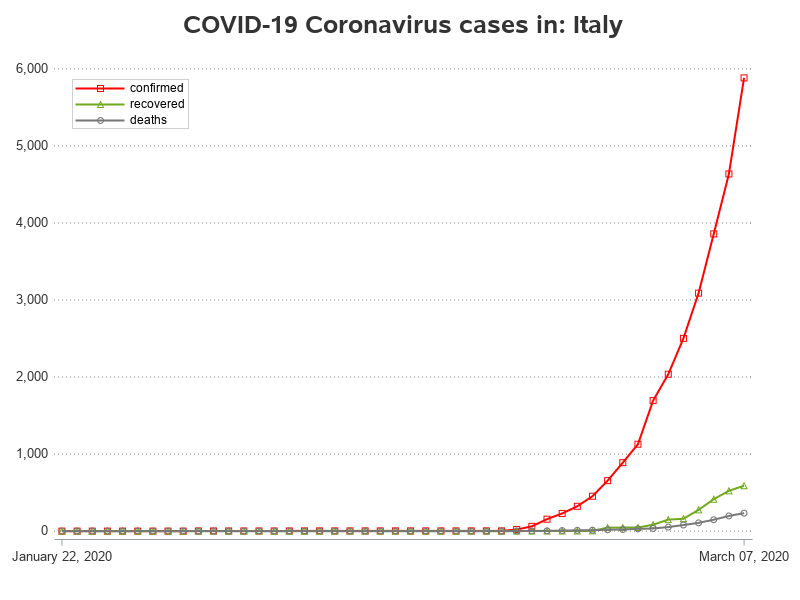 COVID-19 Coronavirus cases in: Italy
6,000
confirmed
recovered
deaths
5,000
4,000
3,000
2,000
1,000
0
January 22, 2020 March 07, 2020